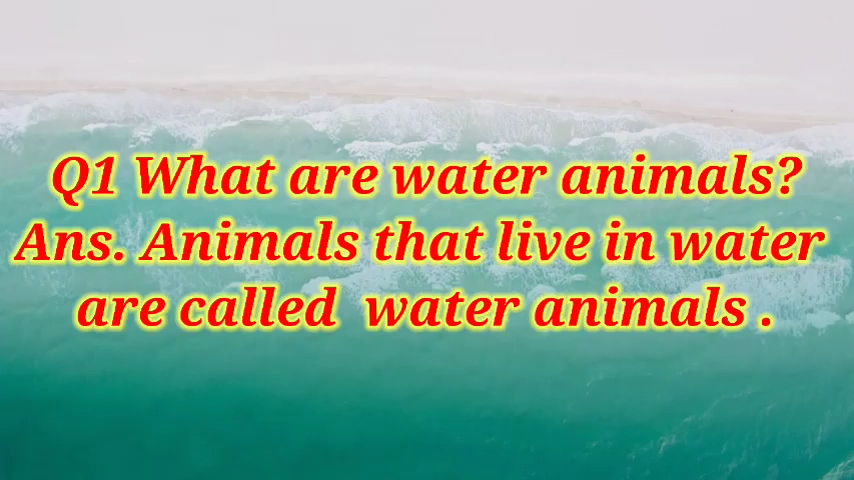 Q1 What are water animals?
Ans. Animals that live in water
are called  water animals .